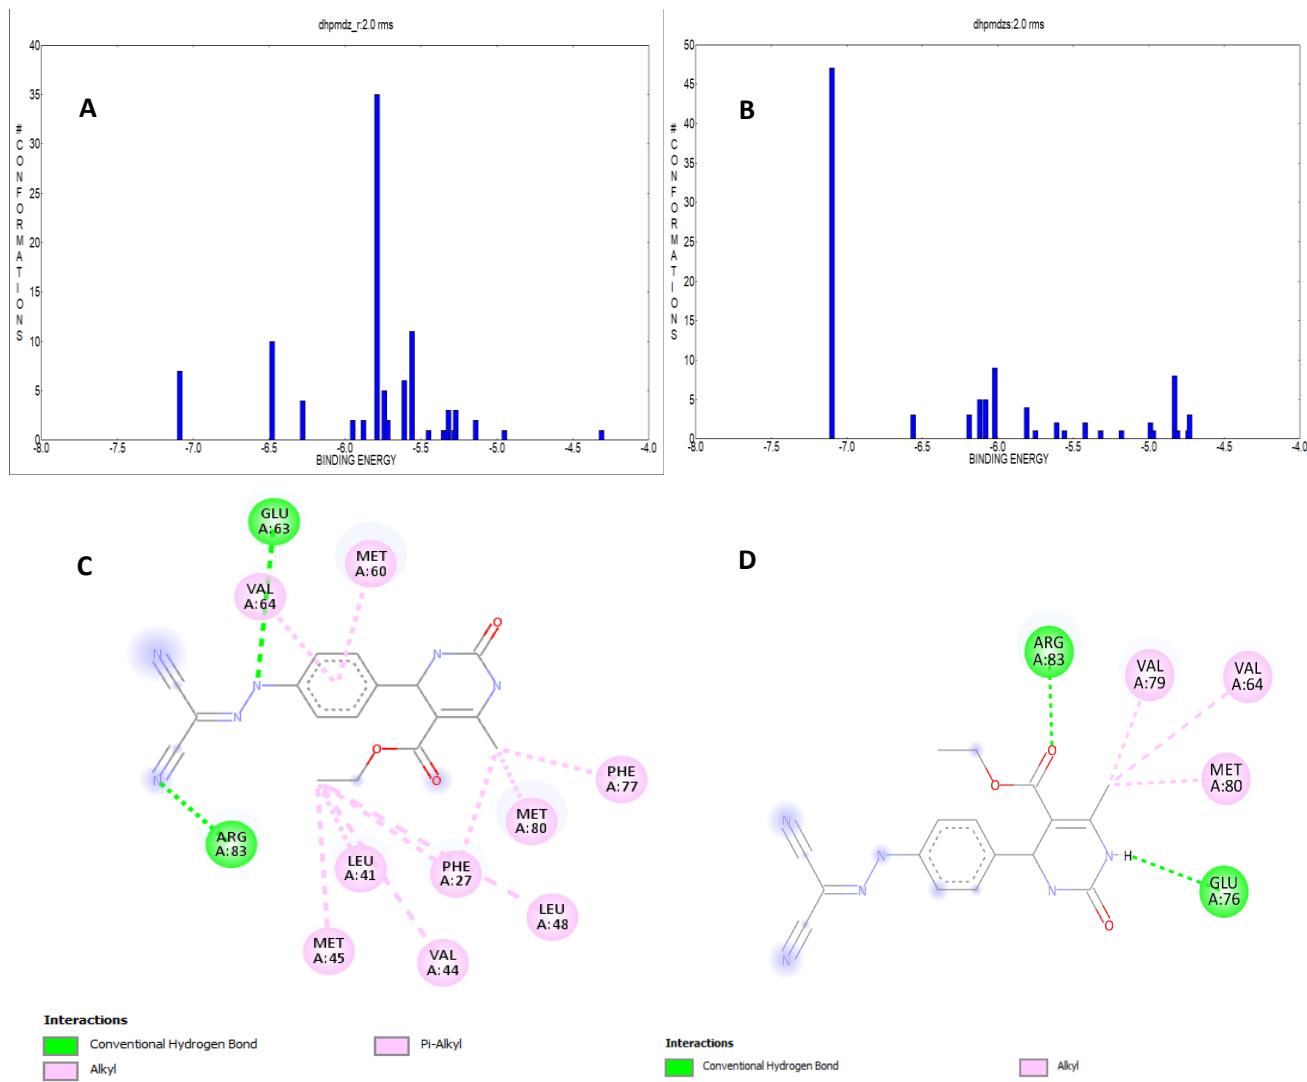 dhpmdz_r:2.0 rms
A
40
35
30
25
20
15
10
5
0
# CONFORMATIONS
-8.0 -7.5 -7.0 -6.5 -6.0 -5.5 -5.0 -4.5 -4.0
BINDING ENERGY
dhpmdzs:2.0 rms
B
50
45
40
35
30
25
20
15
10
5
0
# CONFORMATIONS
-8.0 -7.5 -7.0 -6.5 -6.0 -5.5 -5.0 -4.5 -4.0
BINDING ENERGY
C
GLU
A:63
MET
A:60
VAL
A:64
O
N
N
N
N
N
O
O
N
PHE
A:77
MET
A:80
ARG
A:83
LEU
A:41
PHE
A:27
LEU
A:48
MET
A:45
VAL
A:44
Interactions
Conventional Hydrogen Bond
Pi-Alkyl
Alkyl
D
ARG
A:83
VAL
A:79
VAL
A:64
O
MET
A:80
O
N
N
N H
N
N
GLU
A:76
O
N
Interactions
Conventional Hydrogen Bond
Alkyl